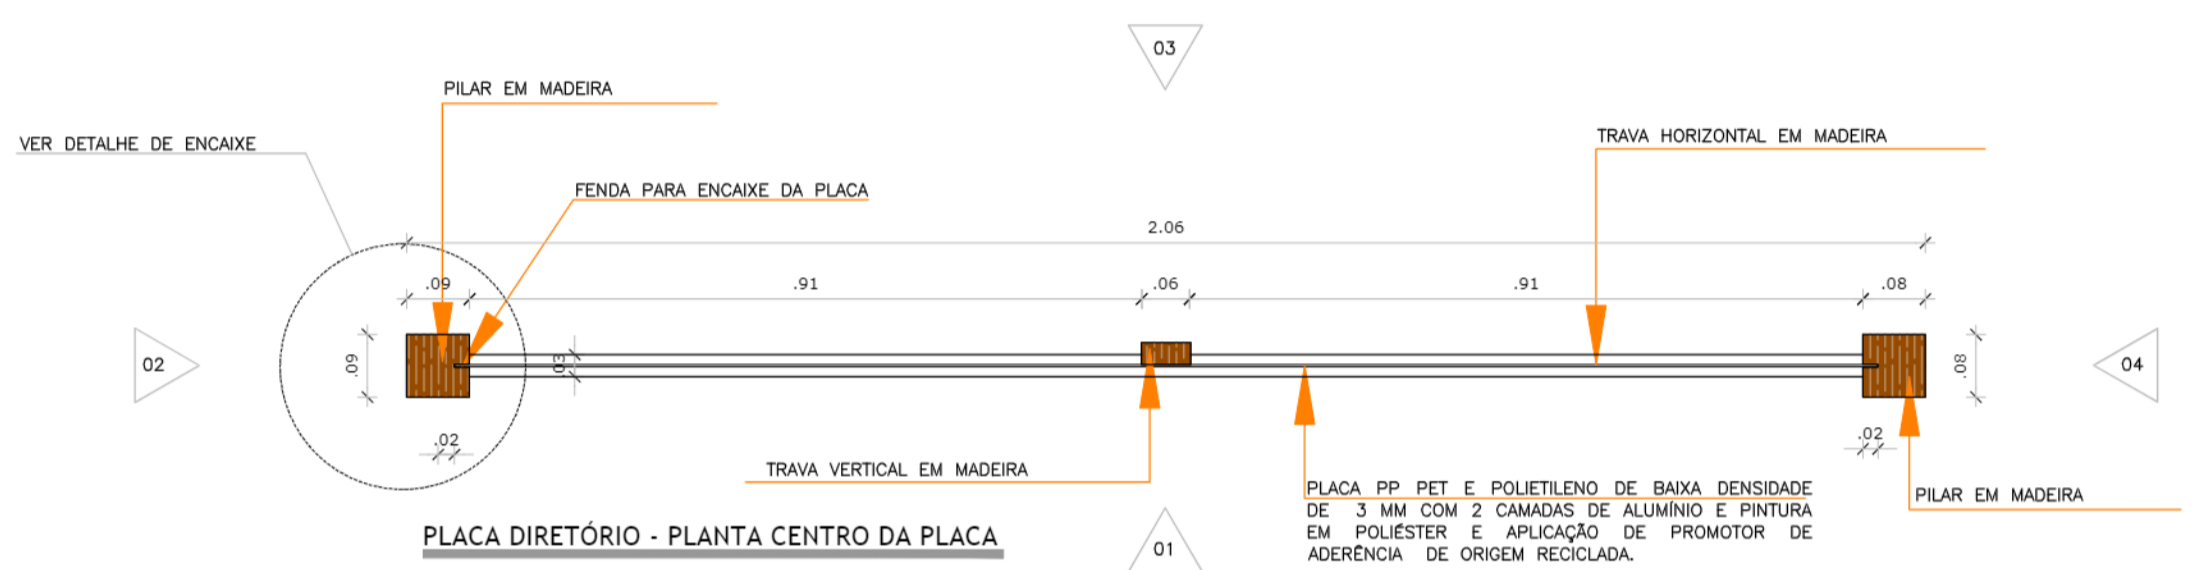 03
PILAR EM MADEIRA
VER DETALHE DE ENCAIXE
TRAVA HORIZONTAL EM MADEIRA
FENDA PARA ENCAIXE DA PLACA
2.06
.09
.91
.06
.91
.08
02
.09
.03
.08
04
.02
.02
TRAVA VERTICAL EM MADEIRA
PLACA PP PET E POLIETILENO DE BAIXA DENSIDADE
DE 3 MM COM 2 CAMADAS DE ALUMÍNIO E PINTURA
EM POLIÉSTER E APLICAÇÃO DE PROMOTOR DE
ADERÊNCIA DE ORIGEM RECICLADA.
PILAR EM MADEIRA
PLACA DIRETÓRIO - PLANTA CENTRO DA PLACA
01